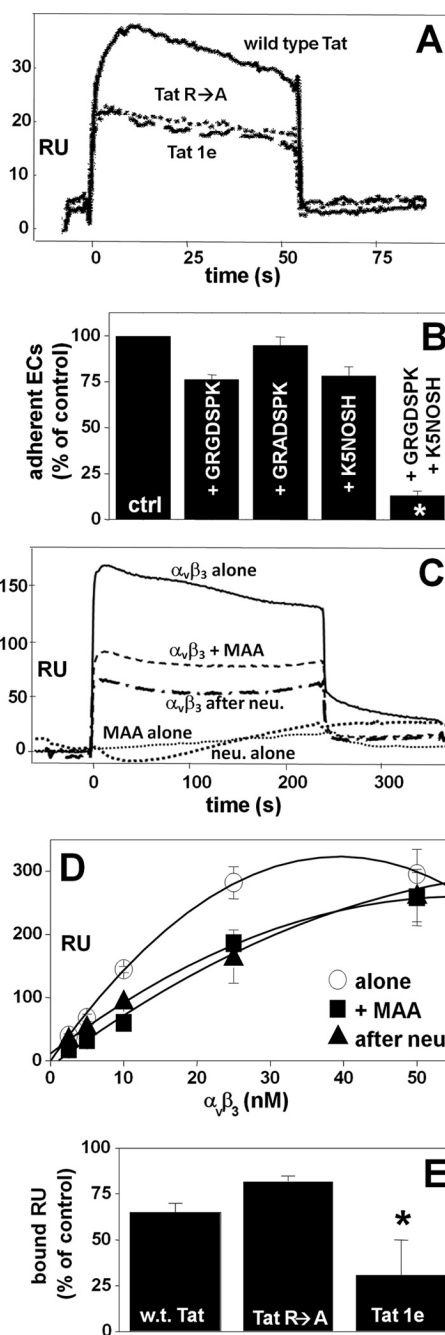 A
wild type Tat
30
Tat R→A
20
RU
Tat 1e
10
0
0 25 50 75
time (s)
B
100
75
50
25
0
adherent ECs
(% of control)
ctrl
+ GRGDSPK
+ GRADSPK
+ K5NOSH
+ GRGDSPK
+ K5NOSH
*
C
αvβ3 alone
150
100
RU
αvβ3 + MAA
50
αvβ3 after neu.
MAA alone
0
neu. alone
0 100 200 300
time (s)
D
300
RU
200
alone
100
+ MAA
after neu
0
0 10 20 30 40 50
αvβ3 (nM)
E
100
75
50
25
0
bound RU
(% of control)
*
w.t. Tat
Tat R→A
Tat 1e